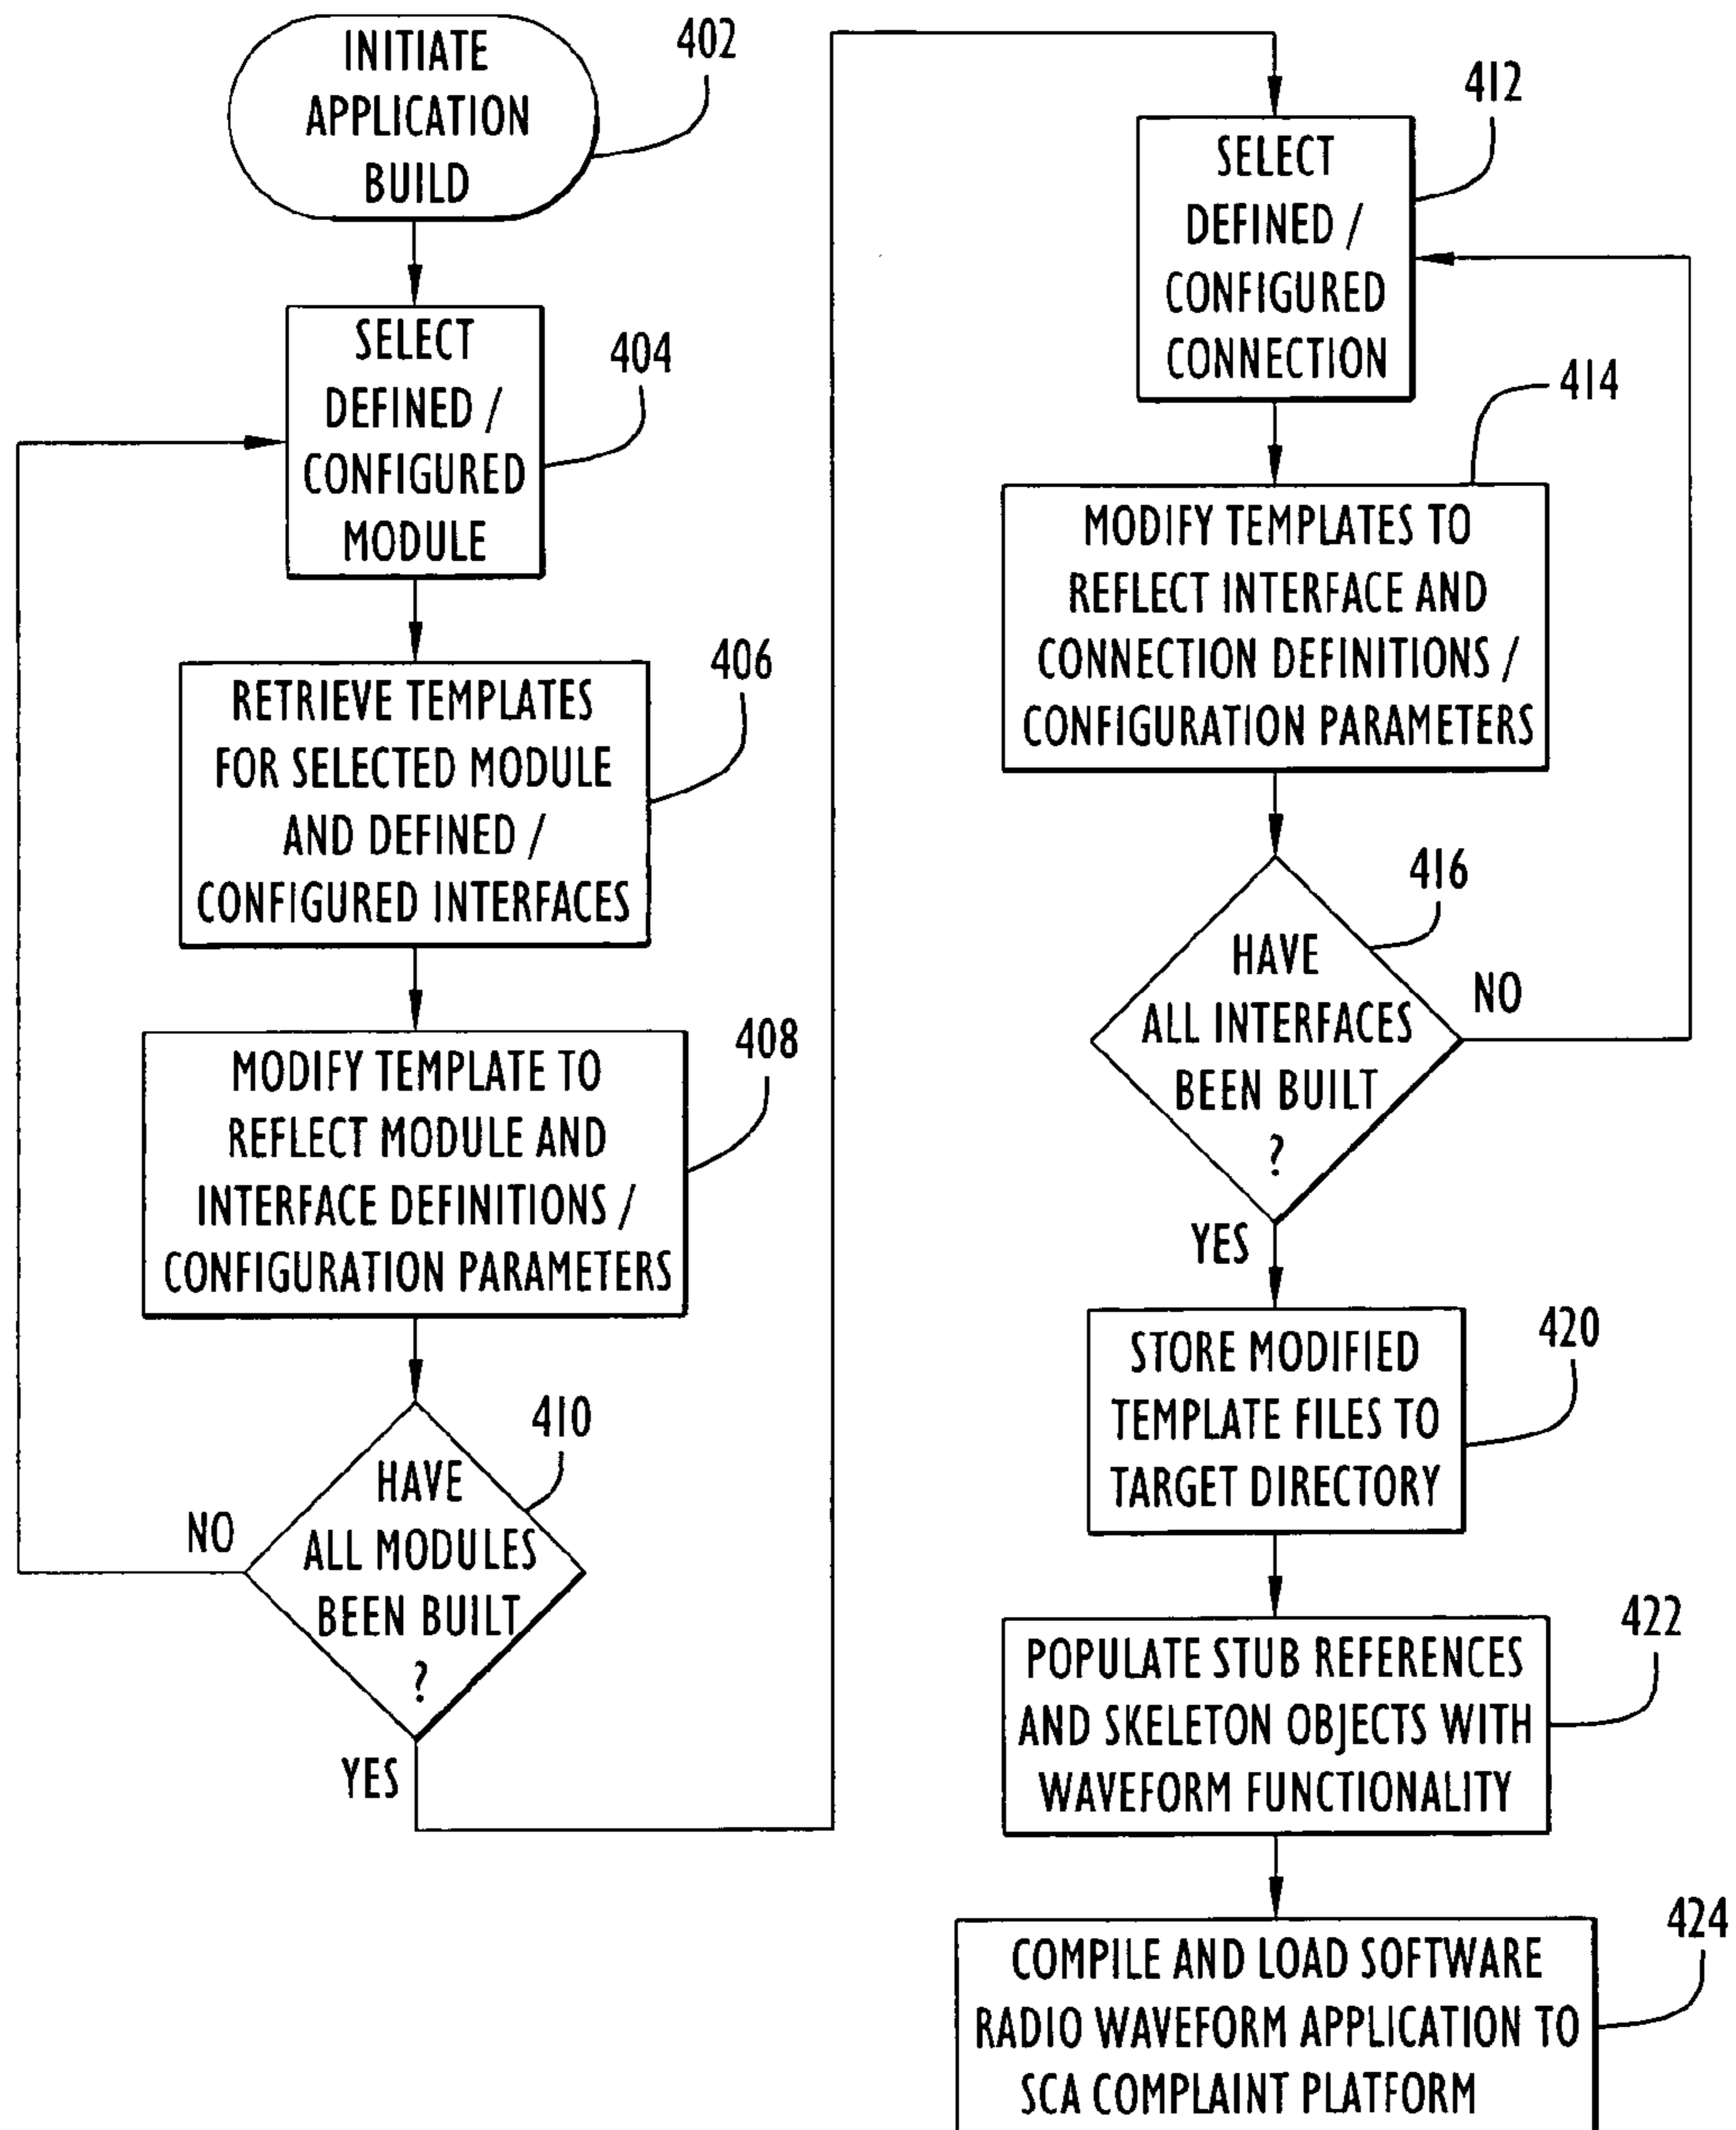 INITIATE
APPLICATION
BUILD
402
SELECT
DEFINED /
CONFIGURED
MODULE
404
RETRIEVE TEMPLATES
FOR SELECTED MODULE
AND DEFINED /
CONFIGURED INTERFACES
406
MODIFY TEMPLATE TO
REFLECT MODULE AND
INTERFACE DEFINITIONS /
CONFIGURATION PARAMETERS
408
HAVE
ALL MODULES
BEEN BUILT
?
410
NO
YES
SELECT
DEFINED /
CONFIGURED
CONNECTION
412
MODIFY TEMPLATES TO
REFLECT INTERFACE AND
CONNECTION DEFINITIONS /
CONFIGURATION PARAMETERS
414
HAVE
ALL INTERFACES
BEEN BUILT
?
416
NO
YES
STORE MODIFIED
TEMPLATE FILES TO
TARGET DIRECTORY
420
POPULATE STUB REFERENCES
AND SKELETON OBJECTS WITH
WAVEFORM FUNCTIONALITY
422
COMPILE AND LOAD SOFTWARE
RADIO WAVEFORM APPLICATION TO
SCA COMPLAINT PLATFORM
424